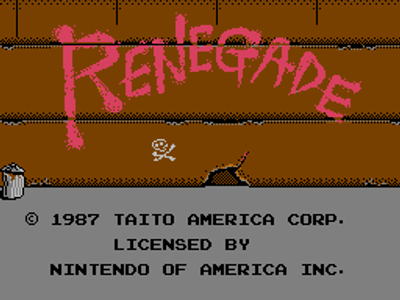 RENEGADE
© 1987 TAITO AMERICA CORP.
LICENSED BY
NINTENDO OF AMERICA INC.